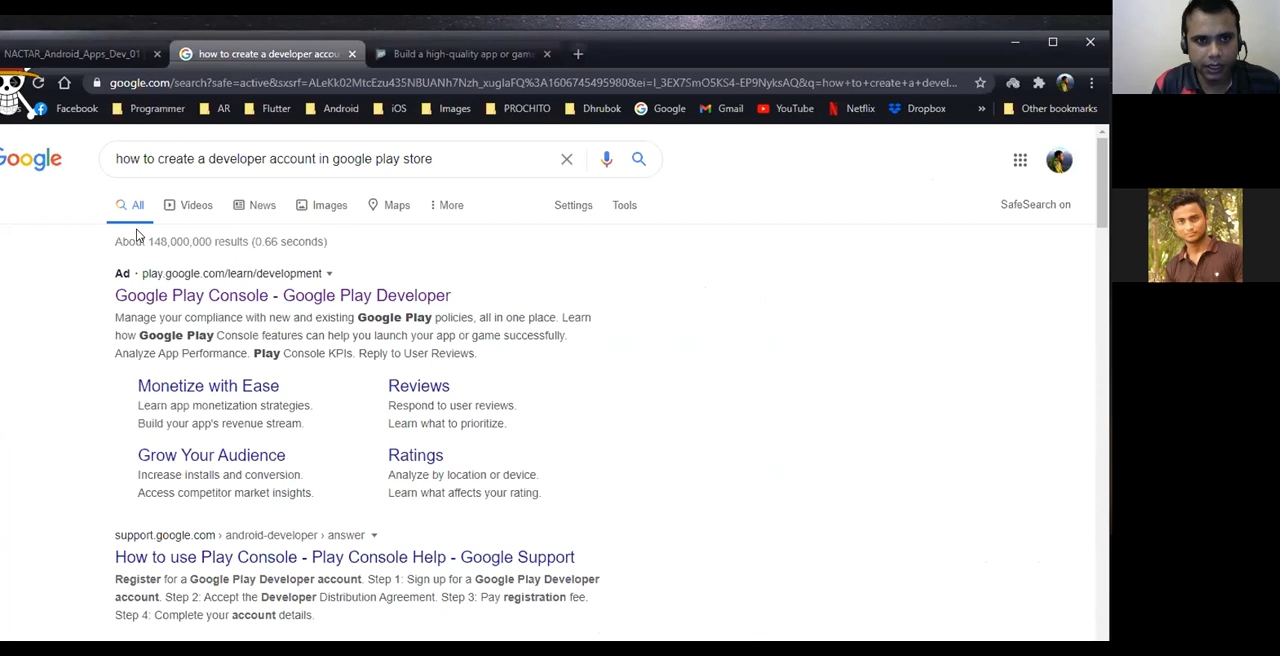 NACTAR_Android_Apps_Dev_01
how to create a developer accou
Build a high-quality app or gam
google.com/search?safe=active&sxsrf=ALeKk02MtcEzu435NBUANh7Nzh_xugIaFQ%3A1606745495980&ei=l_3EX7SmO5KS4-EP9NyksAQ&q=how+to+create+a+devel...
Facebook Programmer AR Flutter Android iOS Images PROCHITO Dhrubok Google Gmail YouTube Netflix Dropbox » Other bookmarks
Google
how to create a developer account in google play store
All Videos News Images Maps More Settings Tools SafeSearch on
About 148,000,000 results (0.66 seconds)
Ad · play.google.com/learn/development
Google Play Console - Google Play Developer
Manage your compliance with new and existing Google Play policies, all in one place. Learn
how Google Play Console features can help you launch your app or game successfully.
Analyze App Performance. Play Console KPIs. Reply to User Reviews.
Monetize with Ease
Learn app monetization strategies.
Build your app's revenue stream.
Reviews
Respond to user reviews.
Learn what to prioritize.
Grow Your Audience
Increase installs and conversion.
Access competitor market insights.
Ratings
Analyze by location or device.
Learn what affects your rating.
support.google.com › android-developer › answer
How to use Play Console - Play Console Help - Google Support
Register for a Google Play Developer account. Step 1: Sign up for a Google Play Developer
account. Step 2: Accept the Developer Distribution Agreement. Step 3: Pay registration fee.
Step 4: Complete your account details.